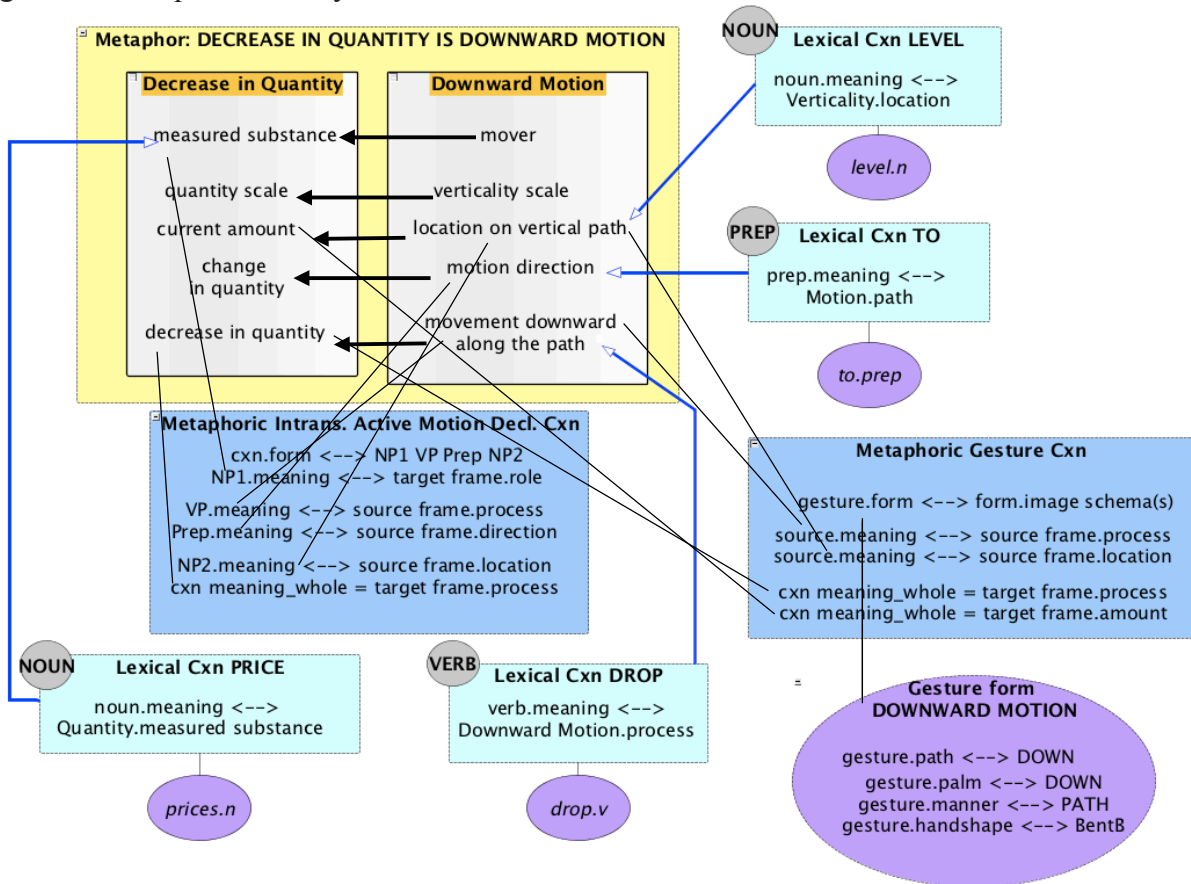 Metaphor: DECREASE IN QUANTITY IS DOWNWARD MOTION
Decrease in Quantity
measured substance
quantity scale
current amount
change
in quantity
decrease in quantity
Downward Motion
mover
verticality scale
location on vertical path
motion direction
movement downward
along the path
NOUN
Lexical Cxn LEVEL
noun.meaning <-->
Verticality.location
level.n
PREP
Lexical Cxn TO
prep.meaning <-->
Motion.path
to.prep
Metaphoric Intrans. Active Motion Decl. Cxn
cxn.form <--> NP1 VP Prep NP2
NP1.meaning <--> target frame.role
VP.meaning <--> source frame.process
Prep.meaning <--> source frame.direction
NP2.meaning <--> source frame.location
cxn meaning_whole = target frame.process
Metaphoric Gesture Cxn
gesture.form <--> form.image schema(s)
source.meaning <--> source frame.process
source.meaning <--> source frame.location
cxn meaning_whole = target frame.process
cxn meaning_whole = target frame.amount
NOUN
Lexical Cxn PRICE
noun.meaning <-->
Quantity.measured substance
prices.n
VERB
Lexical Cxn DROP
verb.meaning <-->
Downward Motion.process
drop.v
Gesture form
DOWNWARD MOTION
gesture.path <--> DOWN
gesture.palm <--> DOWN
gesture.manner <--> PATH
gesture.handshape <--> BentB